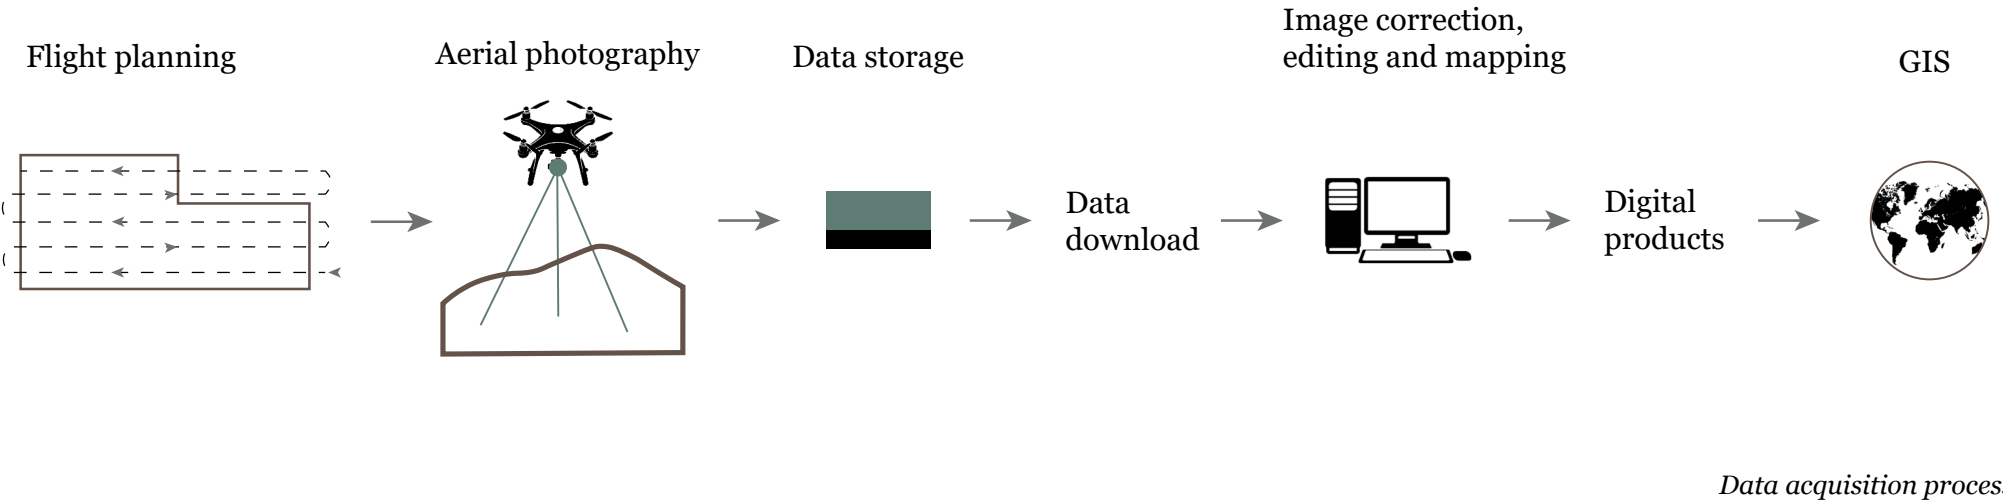 Flight planning
Aerial photography
Data storage
Data
download
Image correction,
editing and mapping
Digital
products
GIS
Data acquisition proces